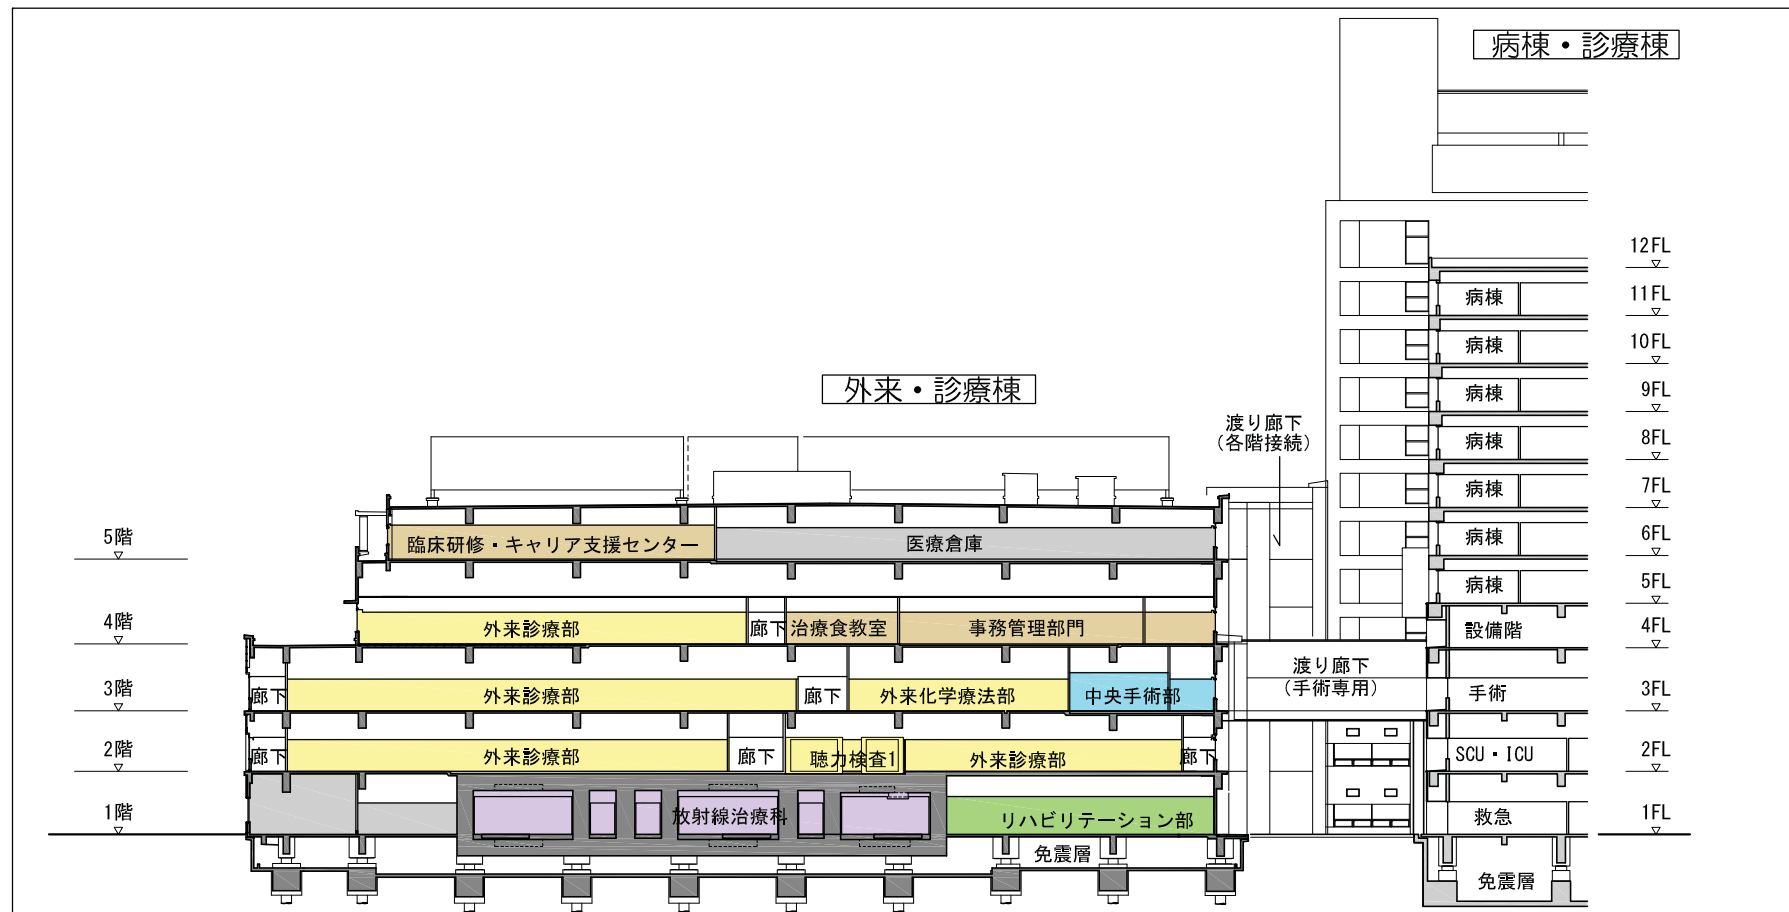 病棟・診療棟
外来・診療棟
渡り廊下
(各階接続)
12FL
11FL
病棟
10FL
病棟
9FL
病棟
8FL
病棟
7FL
病棟
6FL
病棟
5FL
病棟
4FL
設備階
3FL
手術
2FL
SCU・ICU
1FL
救急
免震層
渡り廊下
(手術専用)
5階
臨床研修・キャリア支援センター
医療倉庫
4階
外来診療部
廊下
治療食教室
事務管理部門
3階
廊下
外来診療部
廊下
外来化学療法部
中央手術部
2階
廊下
外来診療部
廊下
聴力検査1
外来診療部
廊下
1階
放射線治療科
リハビリテーション部
免震層